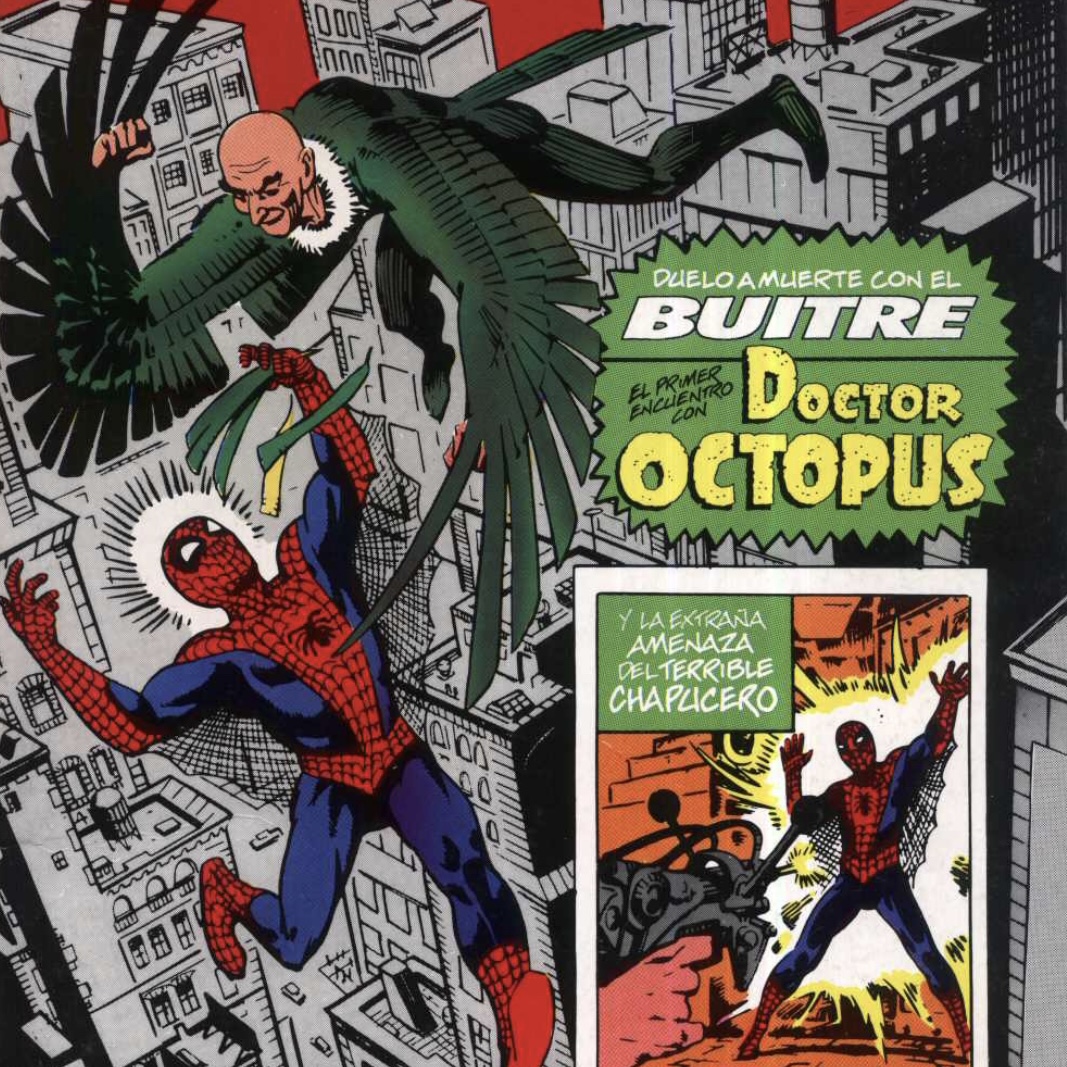 DUELO A MUERTE CON EL
BUITRE
EL PRIMER
ENCUENTRO
CON
DOCTOR
OCTOPUS
Y LA EXTRAÑA
AMENAZA
DEL TERRIBLE
CHAPUCERO